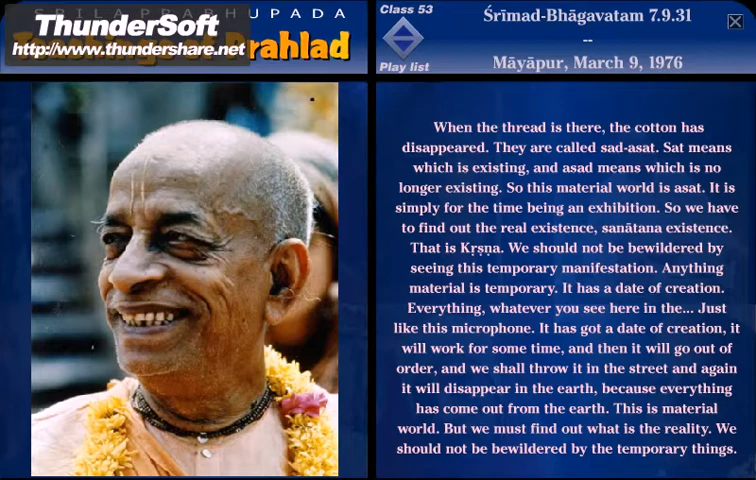 SRILA PRABHUPADA
ThunderSoft
http://www.thundershare.net
Teachings of Prahlad
Class 53
Play list
Śrīmad-Bhāgavatam 7.9.31
--
Māyāpur, March 9, 1976
When the thread is there, the cotton has
disappeared. They are called sad-asat. Sat means
which is existing, and asad means which is no
longer existing. So this material world is asat. It is
simply for the time being an exhibition. So we have
to find out the real existence, sanātana existence.
That is Kṛṣṇa. We should not be bewildered by
seeing this temporary manifestation. Anything
material is temporary. It has a date of creation.
Everything, whatever you see here in the... Just
like this microphone. It has got a date of creation, it
will work for some time, and then it will go out of
order, and we shall throw it in the street and again
it will disappear in the earth, because everything
has come out from the earth. This is material
world. But we must find out what is the reality. We
should not be bewildered by the temporary things.